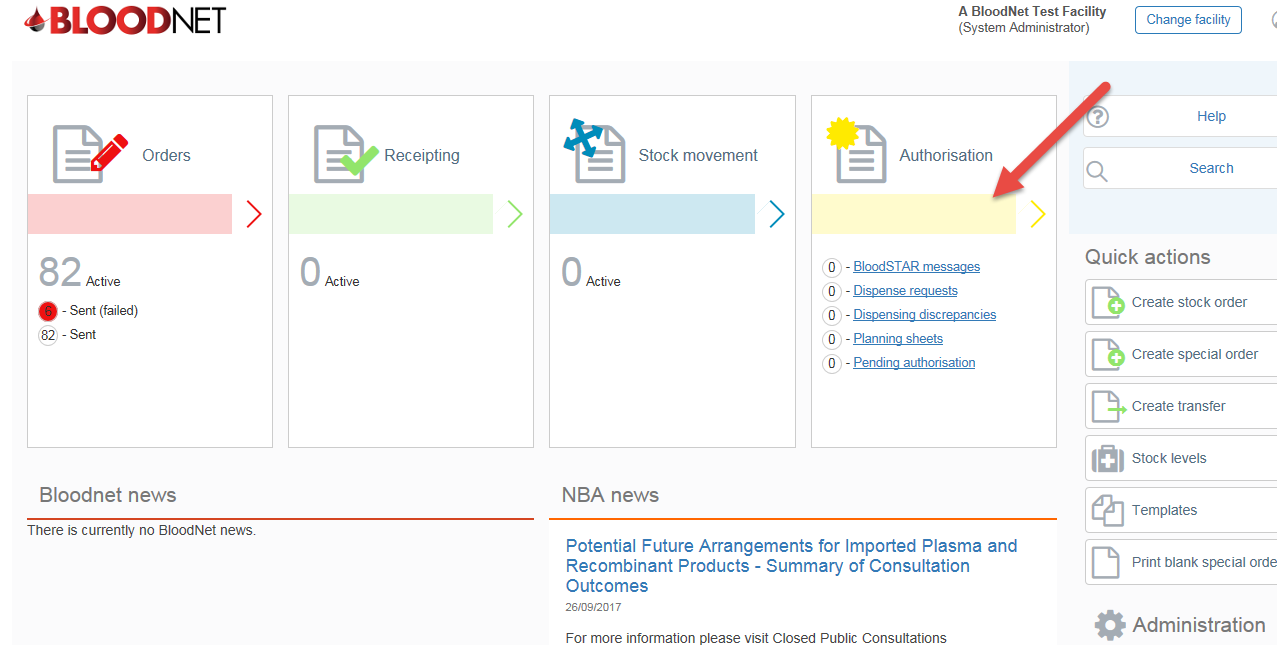 BLOODNET
A BloodNet Test Facility
(System Administrator)
Change facility
Orders
82 Active
6 - Sent (failed)
82 - Sent
Receipting
0 Active
Stock movement
0 Active
Authorisation
0 - BloodSTAR messages
0 - Dispense requests
0 - Dispensing discrepancies
0 - Planning sheets
0 - Pending authorisation
? Help
Search
Quick actions
Create stock order
Create special order
Create transfer
Stock levels
Templates
Print blank special orde
Administration
Bloodnet news
There is currently no BloodNet news.
NBA news
Potential Future Arrangements for Imported Plasma and
Recombinant Products - Summary of Consultation
Outcomes
26/09/2017
For more information please visit Closed Public Consultations